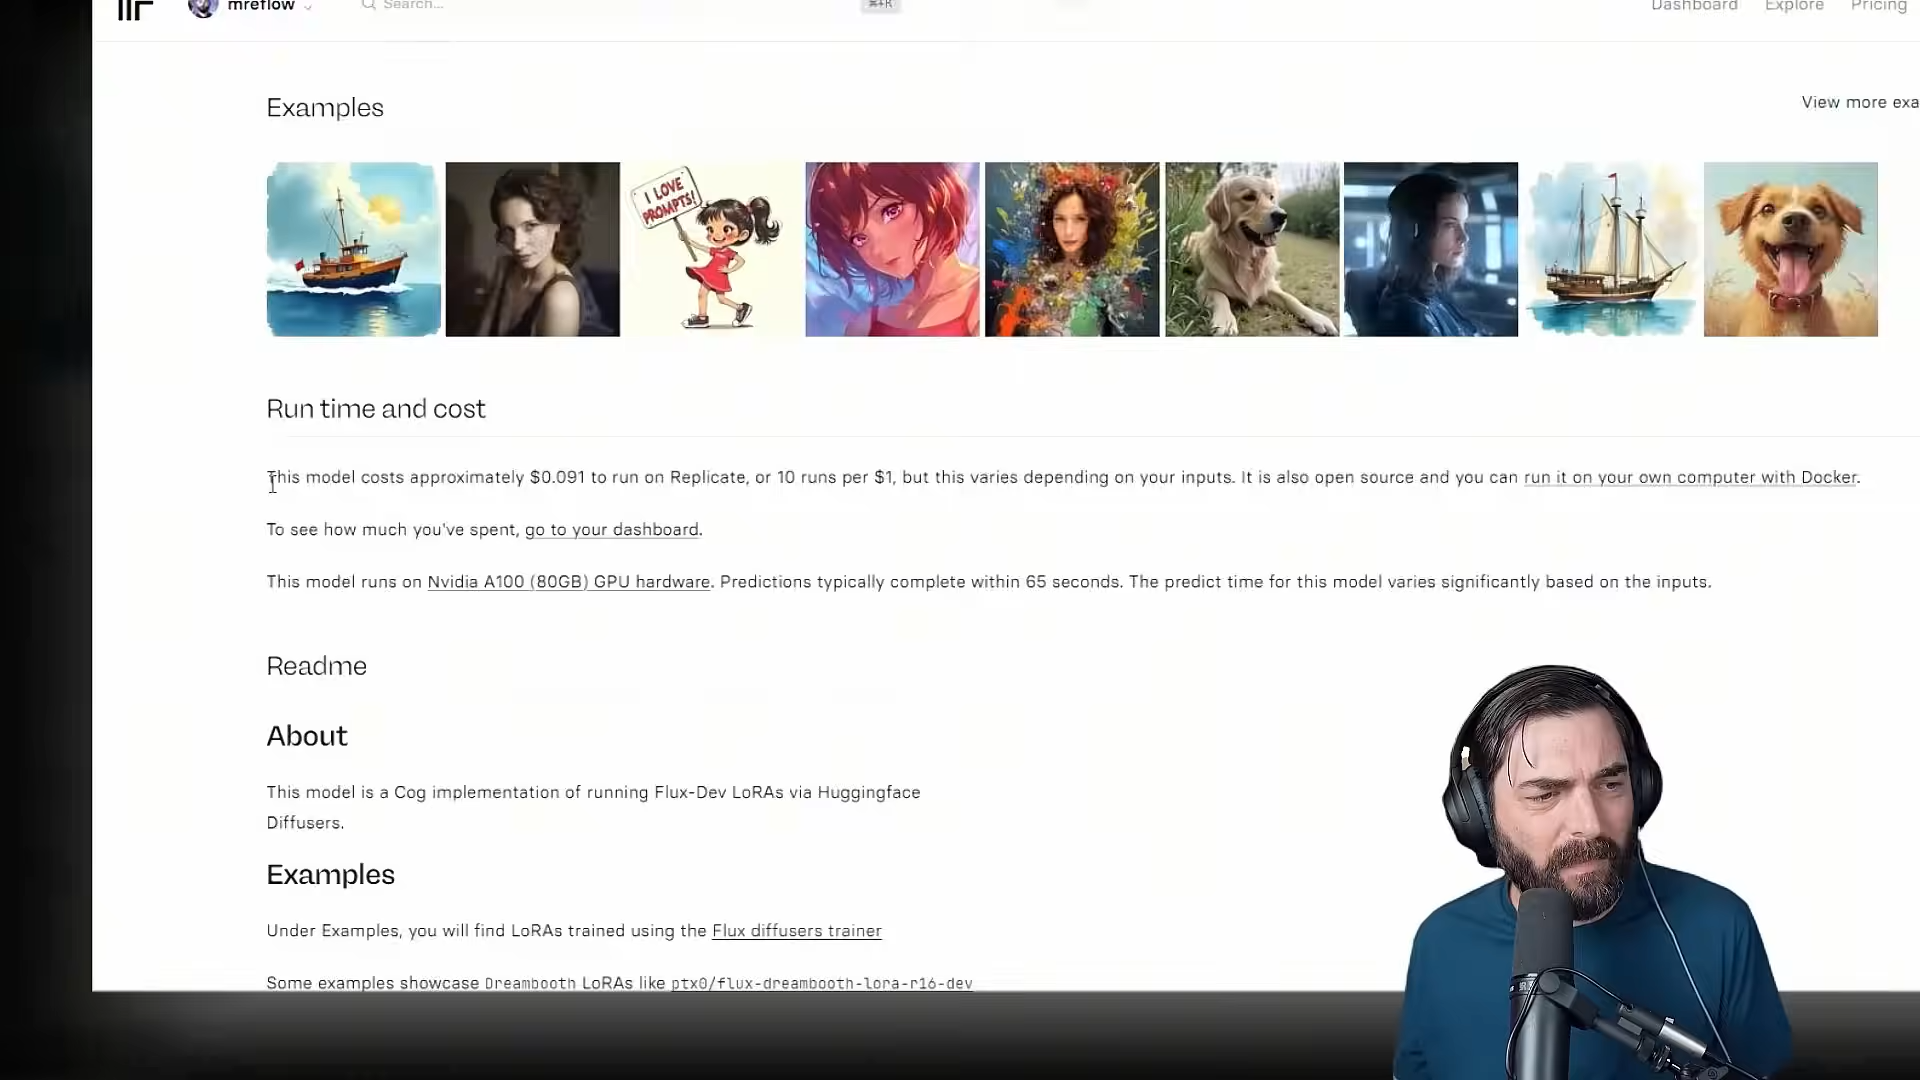 mreflow
Search...
⌘+K
Dashboard Explore Pricing
Examples
View more exa
I LOVE
PROMPTS!
Run time and cost
This model costs approximately $0.091 to run on Replicate, or 10 runs per $1, but this varies depending on your inputs. It is also open source and you can run it on your own computer with Docker.
To see how much you've spent, go to your dashboard.
This model runs on Nvidia A100 (80GB) GPU hardware. Predictions typically complete within 65 seconds. The predict time for this model varies significantly based on the inputs.
Readme
About
This model is a Cog implementation of running Flux-Dev LoRAs via Huggingface
Diffusers.
Examples
Under Examples, you will find LoRAs trained using the Flux diffusers trainer
Some examples showcase Dreambooth LoRAs like ptx0/flux-dreambooth-lora-r16-dev